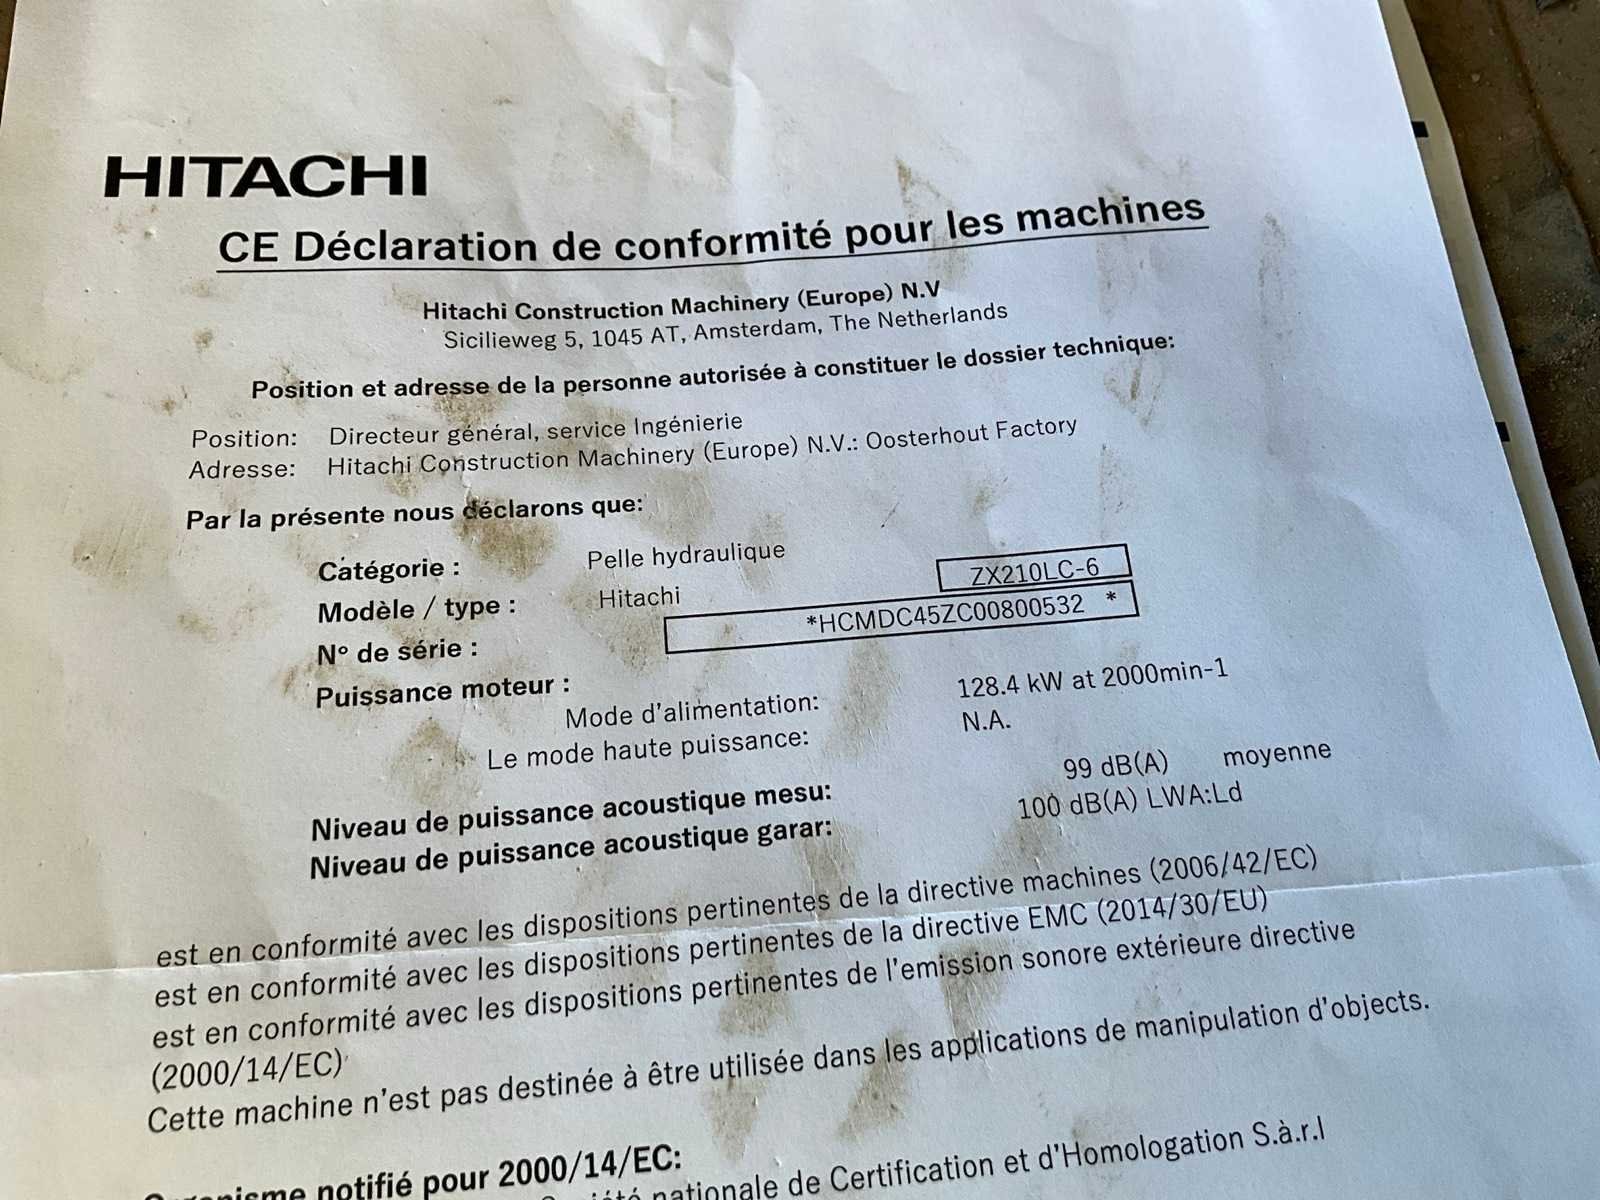 HITACHI
CE Déclaration de conformité pour les machines
Hitachi Construction Machinery (Europe) N.V
Sicilieweg 5, 1045 AT, Amsterdam, The Netherlands
Position et adresse de la personne autorisée à constituer le dossier technique:
Position: Directeur général, service Ingénierie
Adresse: Hitachi Construction Machinery (Europe) N.V.: Oosterhout Factory
Par la présente nous déclarons que:
Catégorie : Pelle hydraulique
Modèle / type : Hitachi ZX210LC-6
N° de série : *HCMDC45ZC00800532 *
Puissance moteur :
Mode d'alimentation: 128.4 kW at 2000min-1
Le mode haute puissance: N.A.
Niveau de puissance acoustique mesu: 99 dB(A) moyenne
Niveau de puissance acoustique garar: 100 dB(A) LWA:Ld
est en conformité avec les dispositions pertinentes de la directive machines (2006/42/EC)
est en conformité avec les dispositions pertinentes de la directive EMC (2014/30/EU)
est en conformité avec les dispositions pertinentes de l'emission sonore extérieure directive
(2000/14/EC)
Cette machine n'est pas destinée à être utilisée dans les applications de manipulation d'objects.
Organisme notifié pour 2000/14/EC:
Société nationale de Certification et d'Homologation S.à.r.l